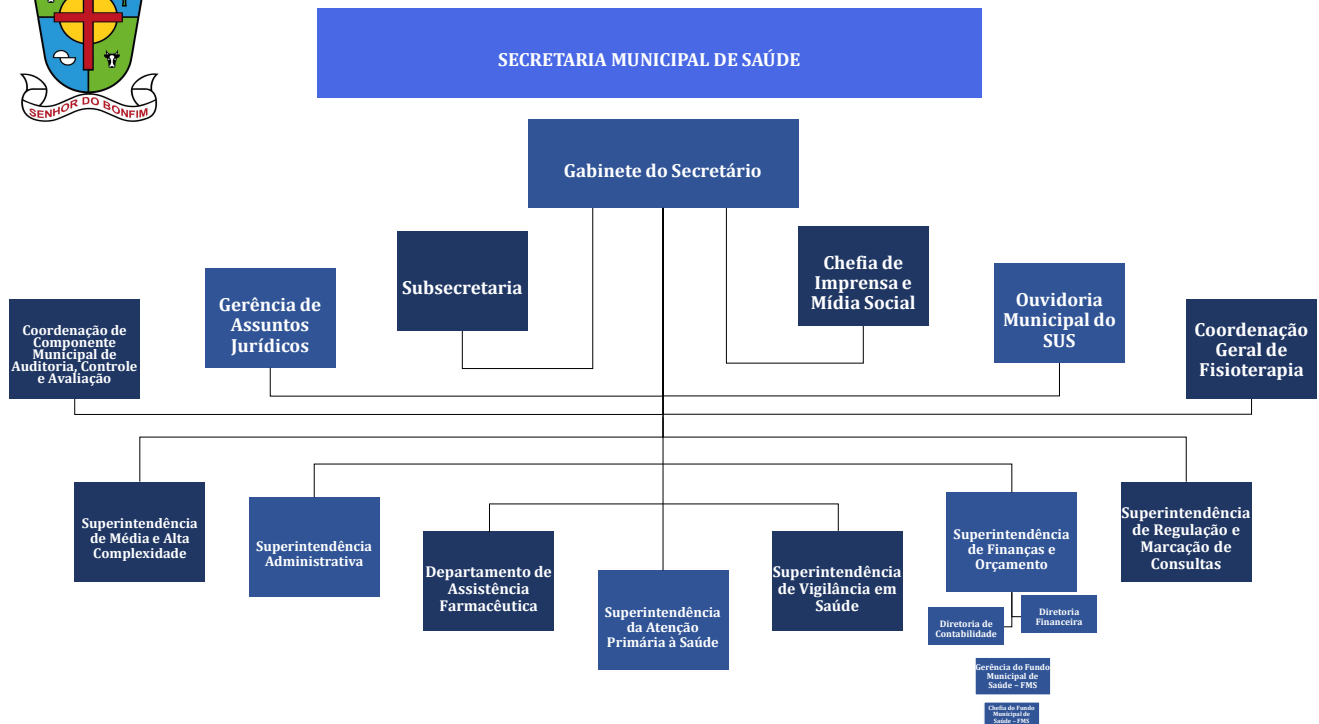 SENHOR DO BONFIM
SECRETARIA MUNICIPAL DE SAÚDE
Gabinete do Secretário
Subsecretaria
Chefia de
Imprensa e
Mídia Social
Gerência de
Assuntos
Jurídicos
Ouvidoria
Municipal do
SUS
Coordenação de
Componente
Municipal de
Auditoria, Controle
e Avaliação
Coordenação
Geral de
Fisioterapia
Superintendência
de Média e Alta
Complexidade
Superintendência
Administrativa
Departamento de
Assistência
Farmacêutica
Superintendência
da Atenção
Primária à Saúde
Superintendência
de Vigilância em
Saúde
Superintendência
de Finanças e
Orçamento
Superintendência
de Regulação e
Marcação de
Consultas
Diretoria de
Contabilidade
Diretoria
Financeira
Gerência do Fundo
Municipal de
Saúde – FMS
Chefia do Fundo
Municipal de
Saúde – FMS